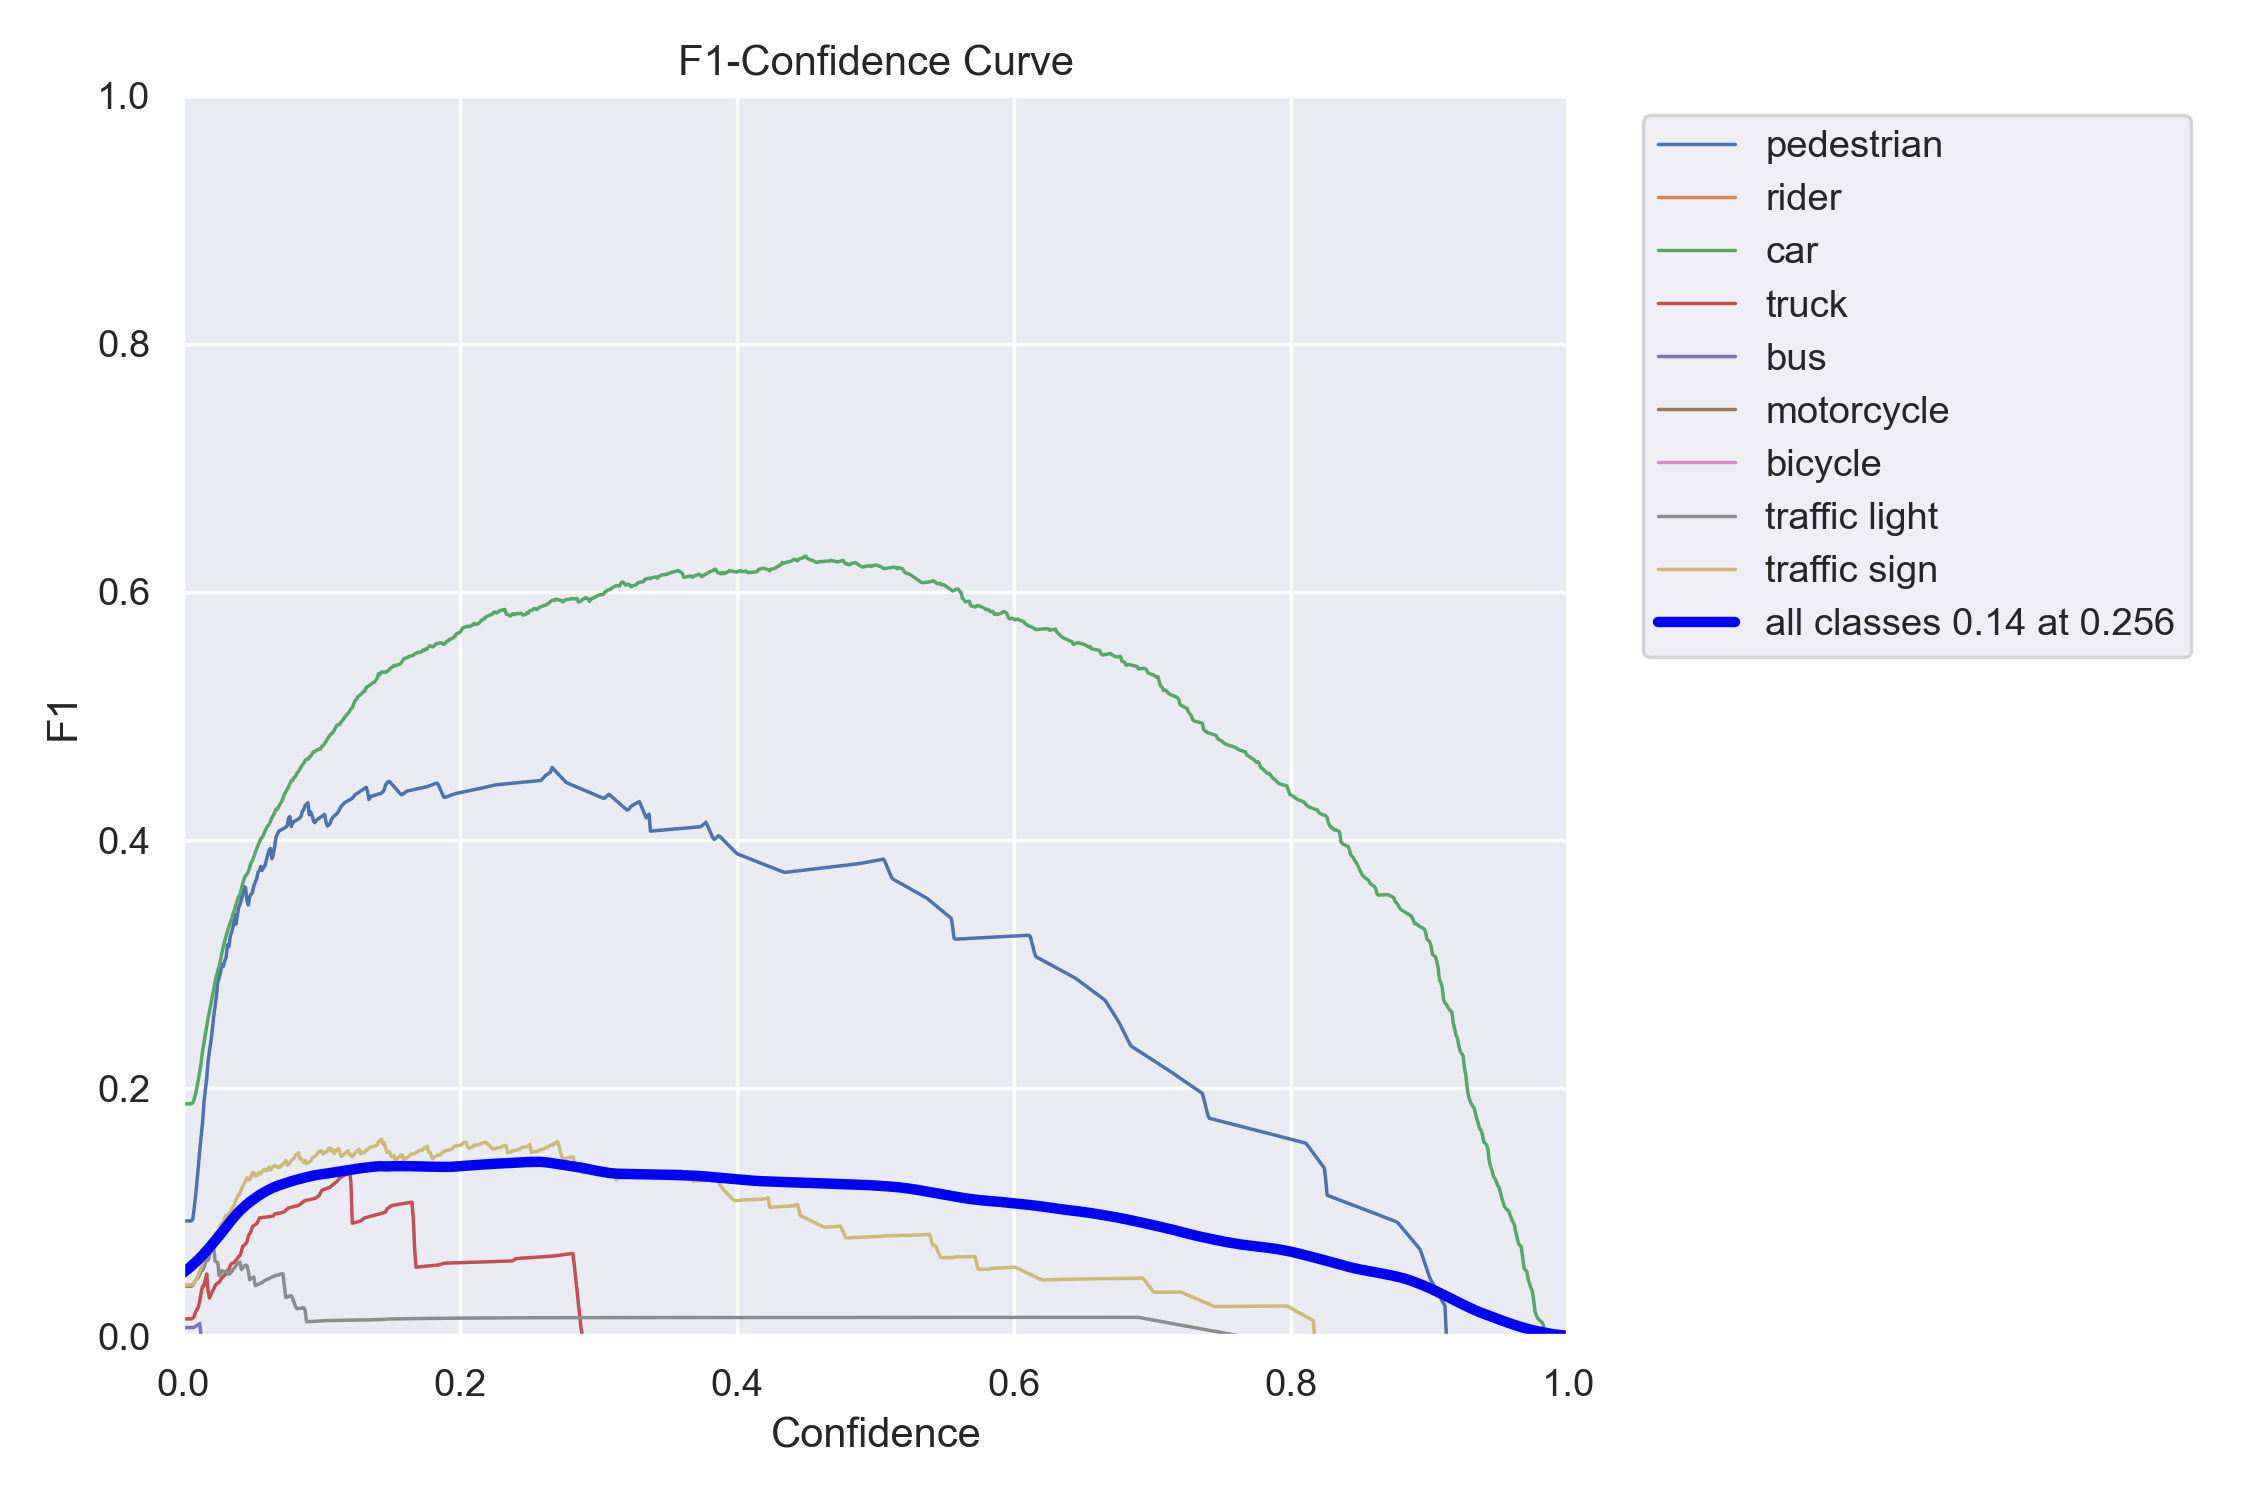 F1-Confidence Curve
1.0
0.8
0.6
0.4
0.2
0.0
F1
0.0 0.2 0.4 0.6 0.8 1.0
Confidence
pedestrian
rider
car
truck
bus
motorcycle
bicycle
traffic light
traffic sign
all classes 0.14 at 0.256